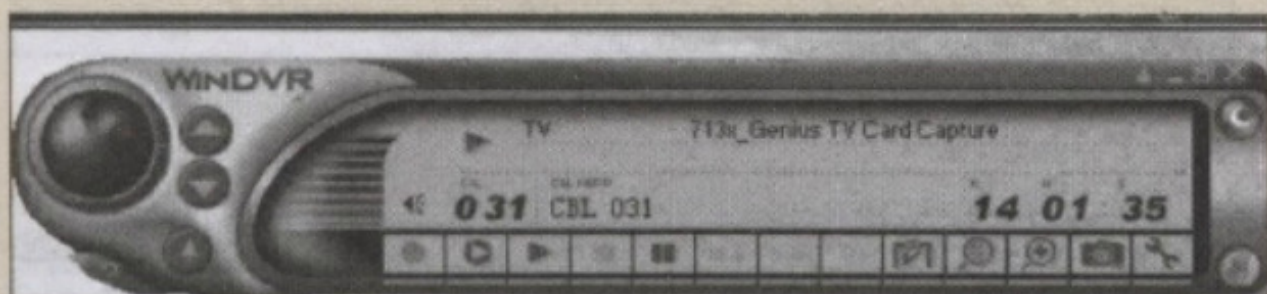 WINDVR
TV 713x_Genius TV Card Capture
031 CBL 031 14 01 35